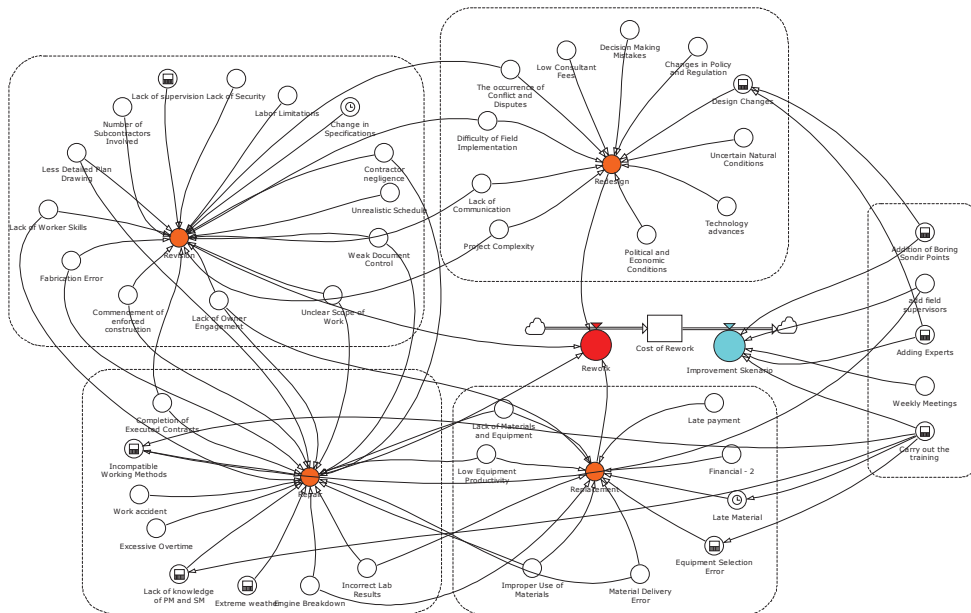 Lack of supervision
Lack of Security
Labor Limitations
Number of
Subcontractors
Involved
Change in
Specifications
Less Detailed Plan
Drawing
Contractor
negligence
Unrealistic Schedule
Lack of Worker Skills
Revision
Weak Document
Control
Fabrication Error
Commencement of
enforced
construction
Lack of Owner
Engagement
Unclear Scope of
Work
Decision Making
Mistakes
Low Consultant
Fees
Changes in Policy
and Regulation
The occurrence of
Conflict and
Disputes
Design Changes
Difficulty of Field
Implementation
Uncertain Natural
Conditions
Redesign
Lack of
Communication
Technology
advances
Project Complexity
Political and
Economic
Conditions
Addition of Boring
Sondir Points
add field
supervisors
Adding Experts
Weekly Meetings
Carry out the
training
Rework
Cost of Rework
Improvement Skenario
Completion of
Executed Contracts
Incompatible
Working Methods
Repair
Work accident
Excessive Overtime
Lack of knowledge
of PM and SM
Extreme weather
Engine Breakdown
Incorrect Lab
Results
Lack of Materials
and Equipment
Late payment
Low Equipment
Productivity
Replatement
Financial - 2
Late Material
Equipment Selection
Error
Improper Use of
Materials
Material Delivery
Error